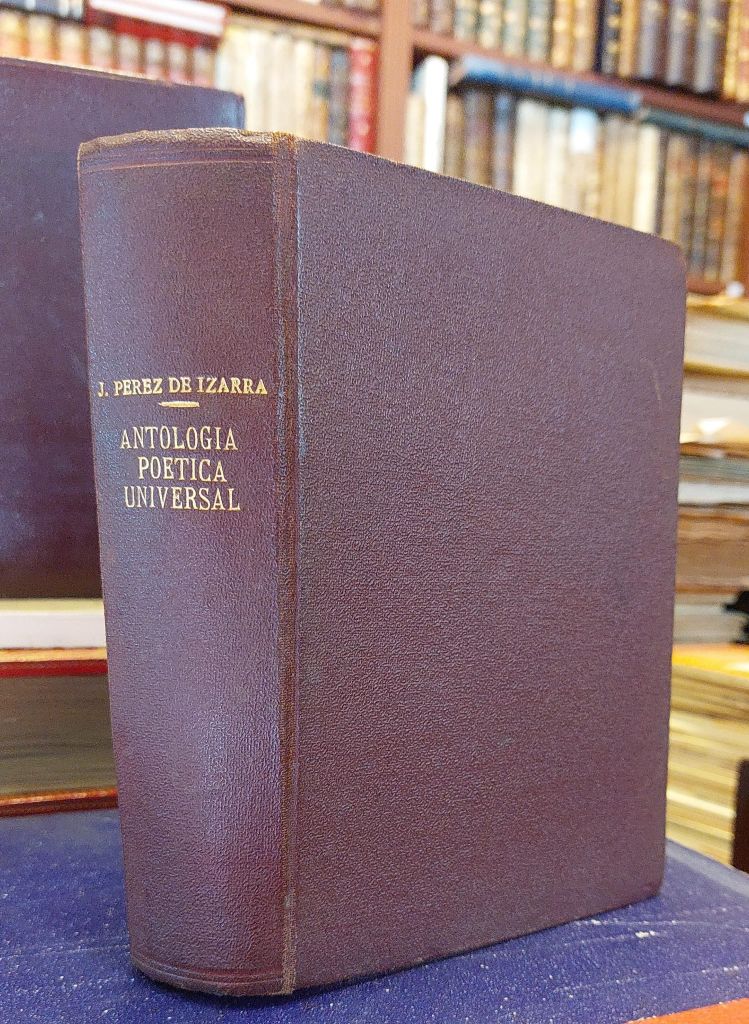 J. PEREZ DE IZARRA
ANTOLOGIA
POETICA
UNIVERSAL